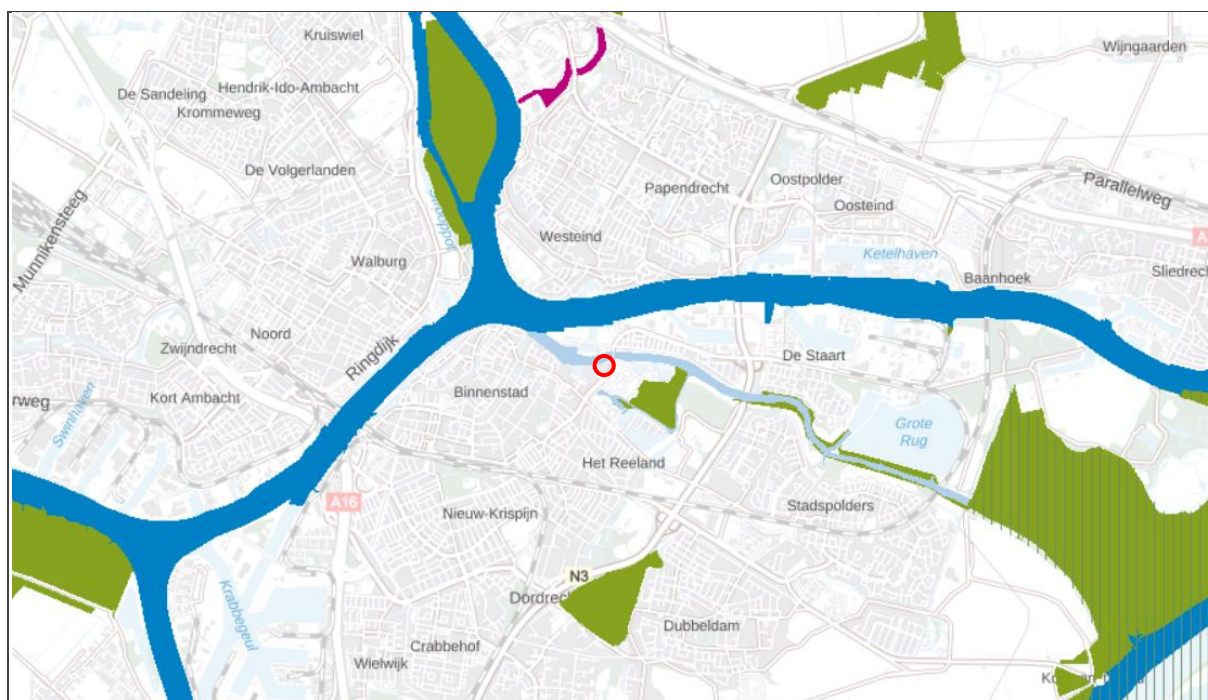 Kruiswiel
Wijngaarden
De Sandeling
Hendrik-Ido-Ambacht
Krommeweg
De Volgerlanden
Papendrecht
Oostpolder
Parallelweg
Oosteind
Munnikensteeg
Westeind
Walburg
Ketelhaven
Baanhoek
Sliedrech
Noord
Ringdijk
Zwijndrecht
De Staart
Binnenstad
Kort Ambacht
rweg
Swinhaven
Grote
Rug
Het Reeland
A16
Stadspolders
Nieuw-Krispijn
N3
Dordrec
Krabbegeul
Dubbeldam
Crabbehof
Wielwijk